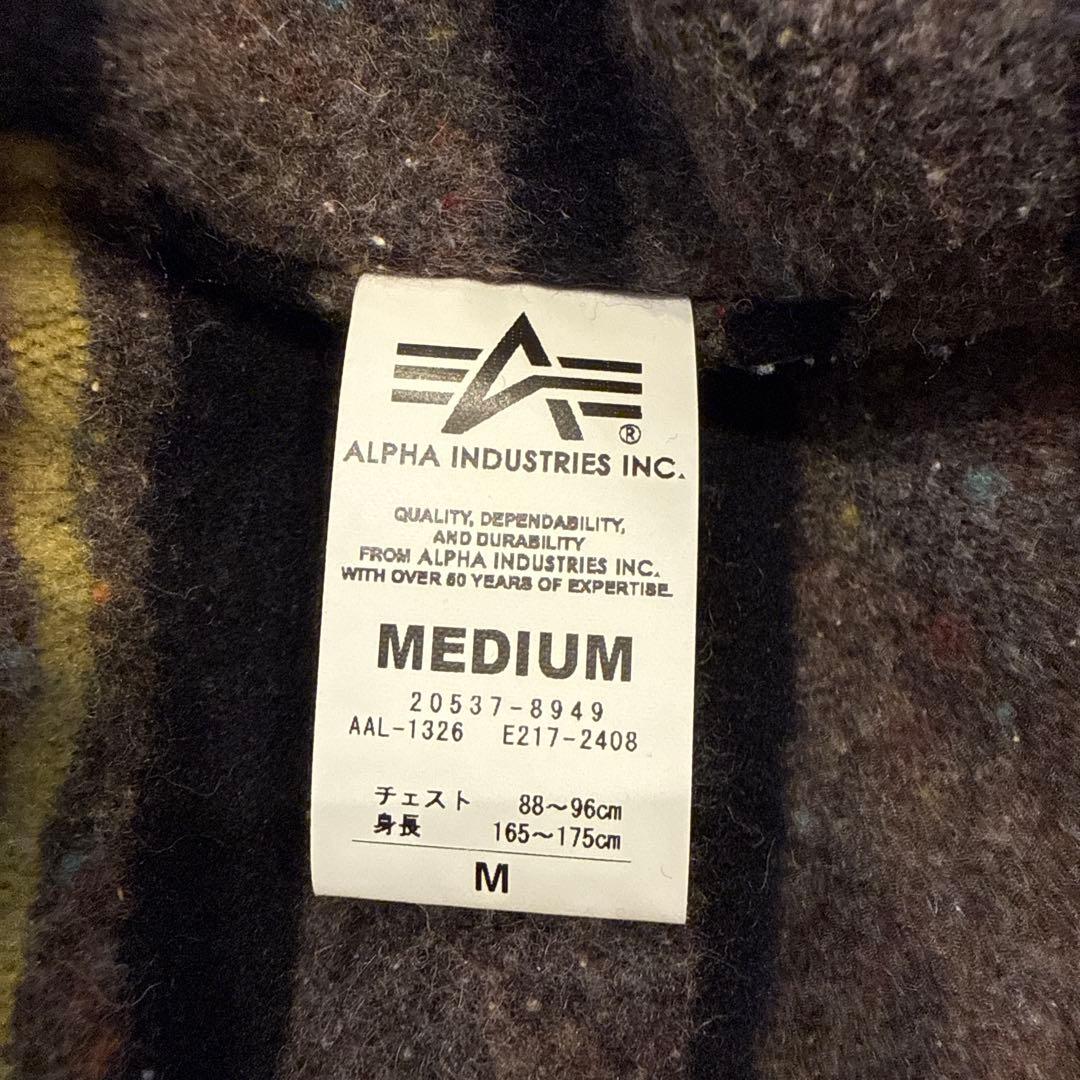 ®
ALPHA INDUSTRIES INC.
QUALITY, DEPENDABILITY,
AND DURABILITY
FROM ALPHA INDUSTRIES INC.
WITH OVER 50 YEARS OF EXPERTISE.
MEDIUM
20537-8949
AAL-1326 E217-2408
チェスト 88〜96cm
身長 165〜175cm
M